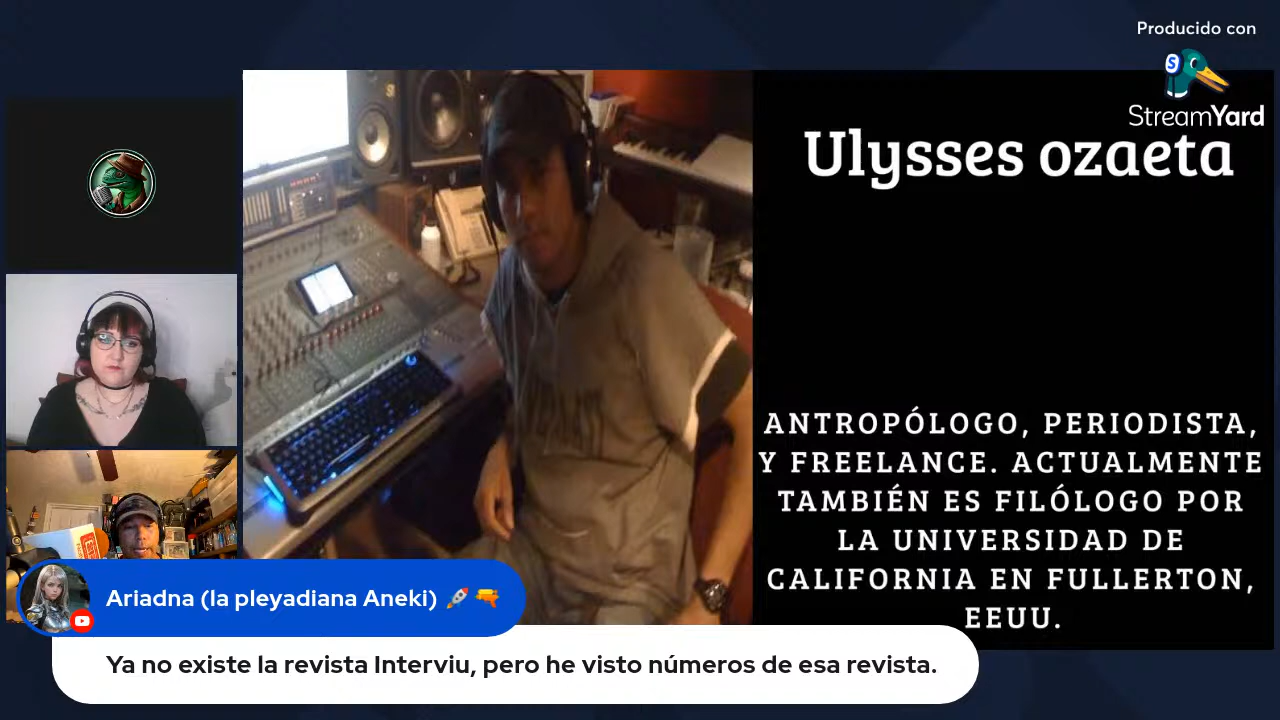 Producido con
StreamYard
Ulysses ozaeta
ANTROPÓLOGO, PERIODISTA,
Y FREELANCE. ACTUALMENTE
TAMBIÉN ES FILÓLOGO POR
LA UNIVERSIDAD DE
CALIFORNIA EN FULLERTON,
EEUU.
Ariadna (la pleyadiana Aneki) 🚀 🔫
Ya no existe la revista Interviu, pero he visto números de esa revista.